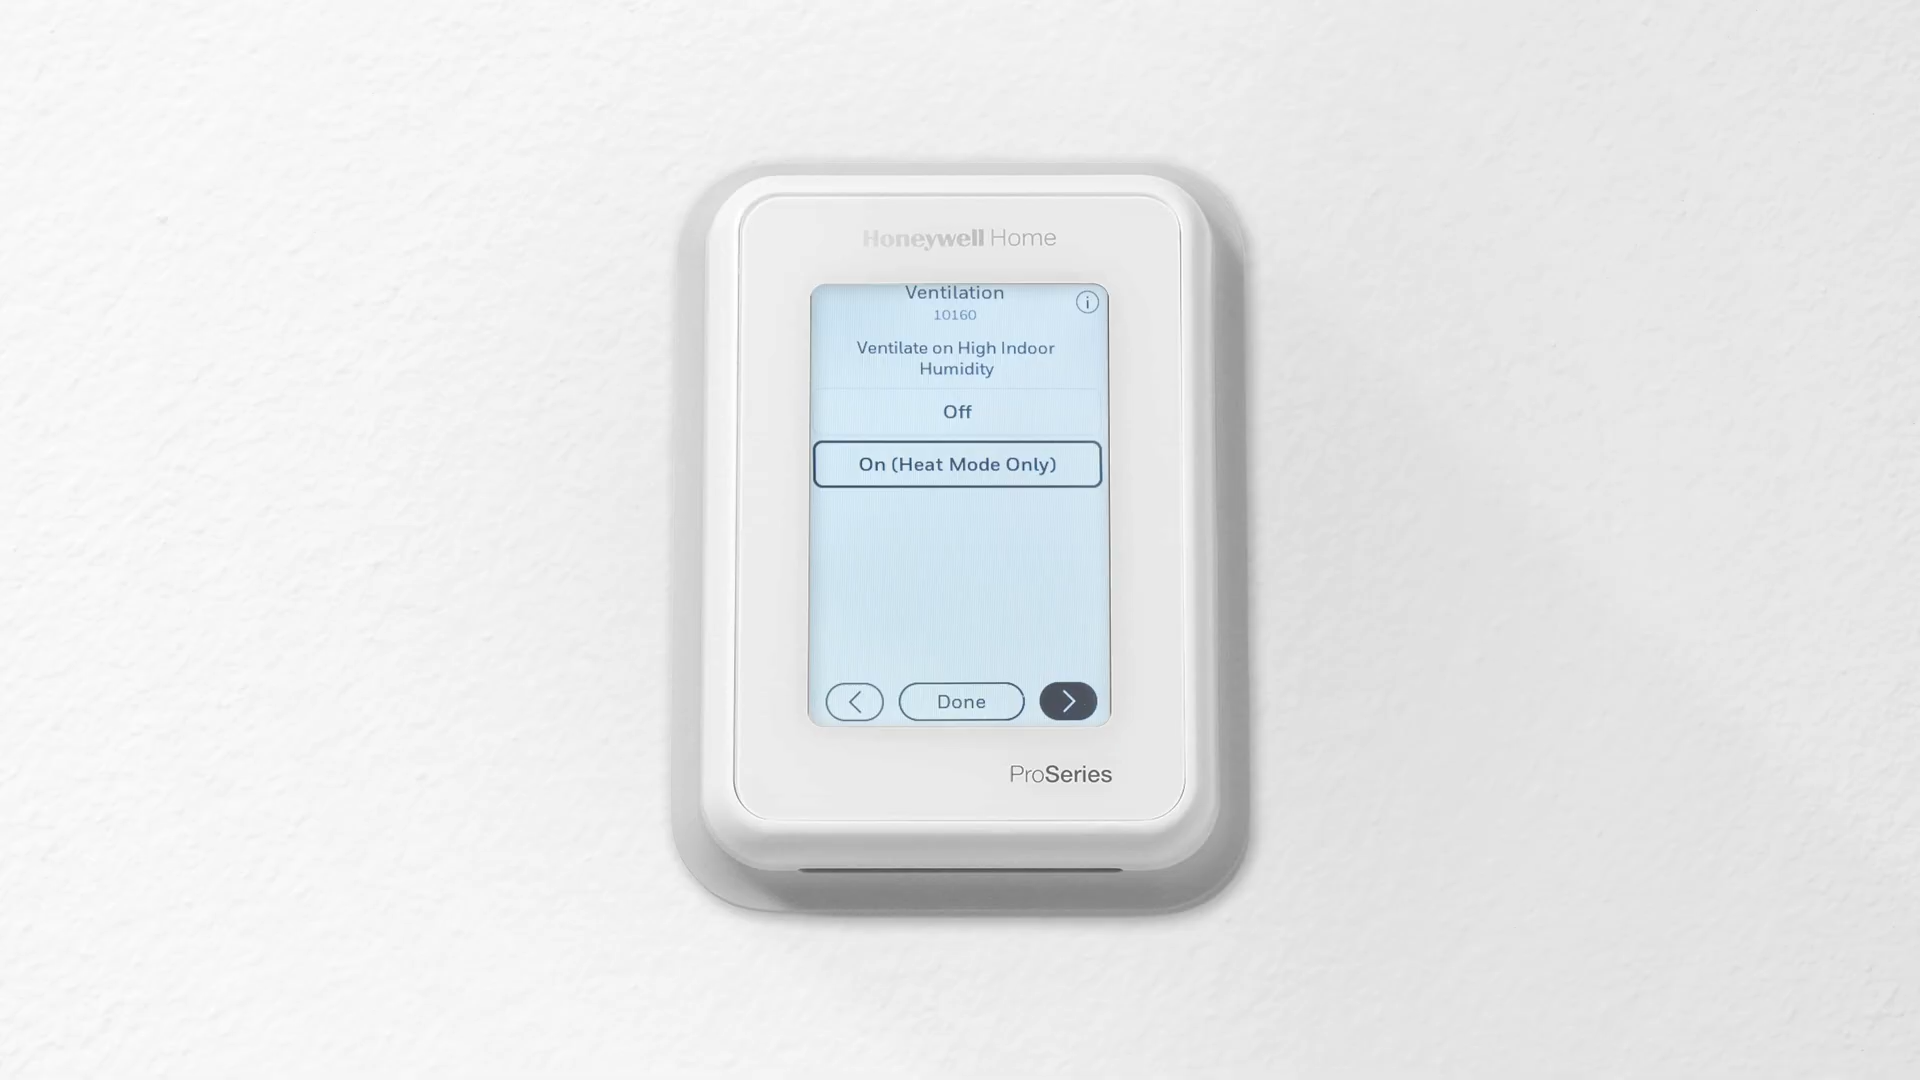 Honeywell Home
Ventilation
10160
Ventilate on High Indoor
Humidity
Off
On (Heat Mode Only)
Done
ProSeries